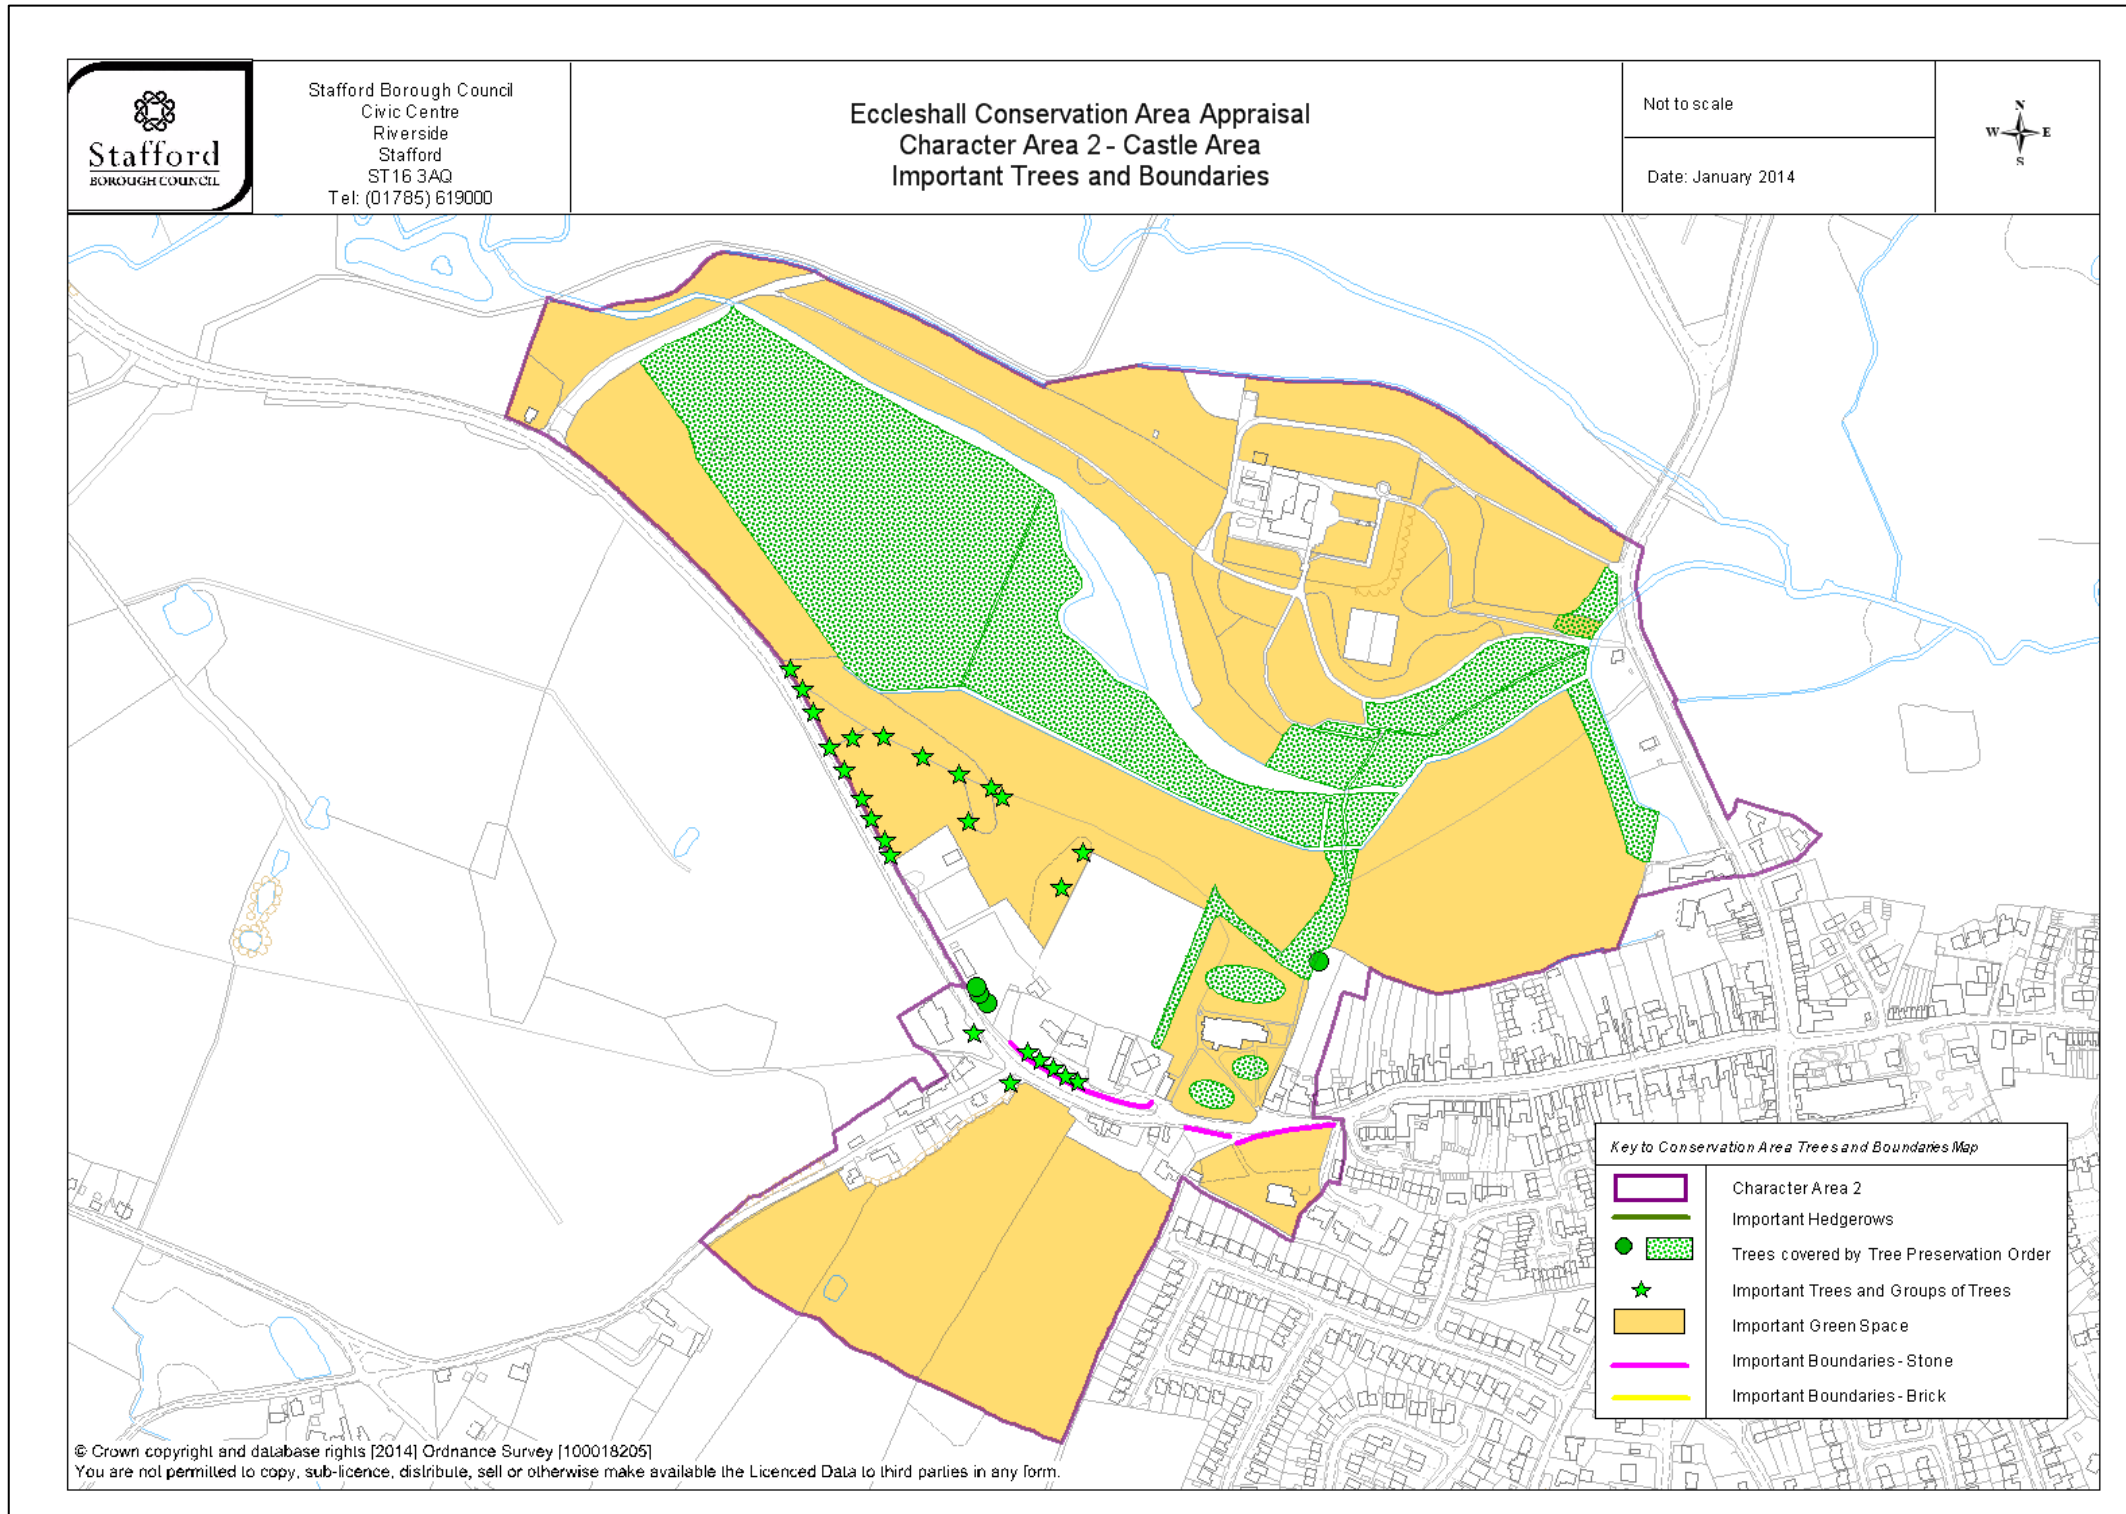 Stafford
BOROUGH COUNCIL
Stafford Borough Council
Civic Centre
Riverside
Stafford
ST16 3AQ
Tel: (01785) 619000
Eccleshall Conservation Area Appraisal
Character Area 2 - Castle Area
Important Trees and Boundaries
Not to scale
Date: January 2014
N
W E
S
Key to Conservation Area Trees and Boundaries Map
Character Area 2
Important Hedgerows
Trees covered by Tree Preservation Order
Important Trees and Groups of Trees
Important Green Space
Important Boundaries - Stone
Important Boundaries - Brick
© Crown copyright and database rights [2014] Ordnance Survey [100018205]
You are not permitted to copy, sub-licence, distribute, sell or otherwise make available the Licenced Data to third parties in any form.